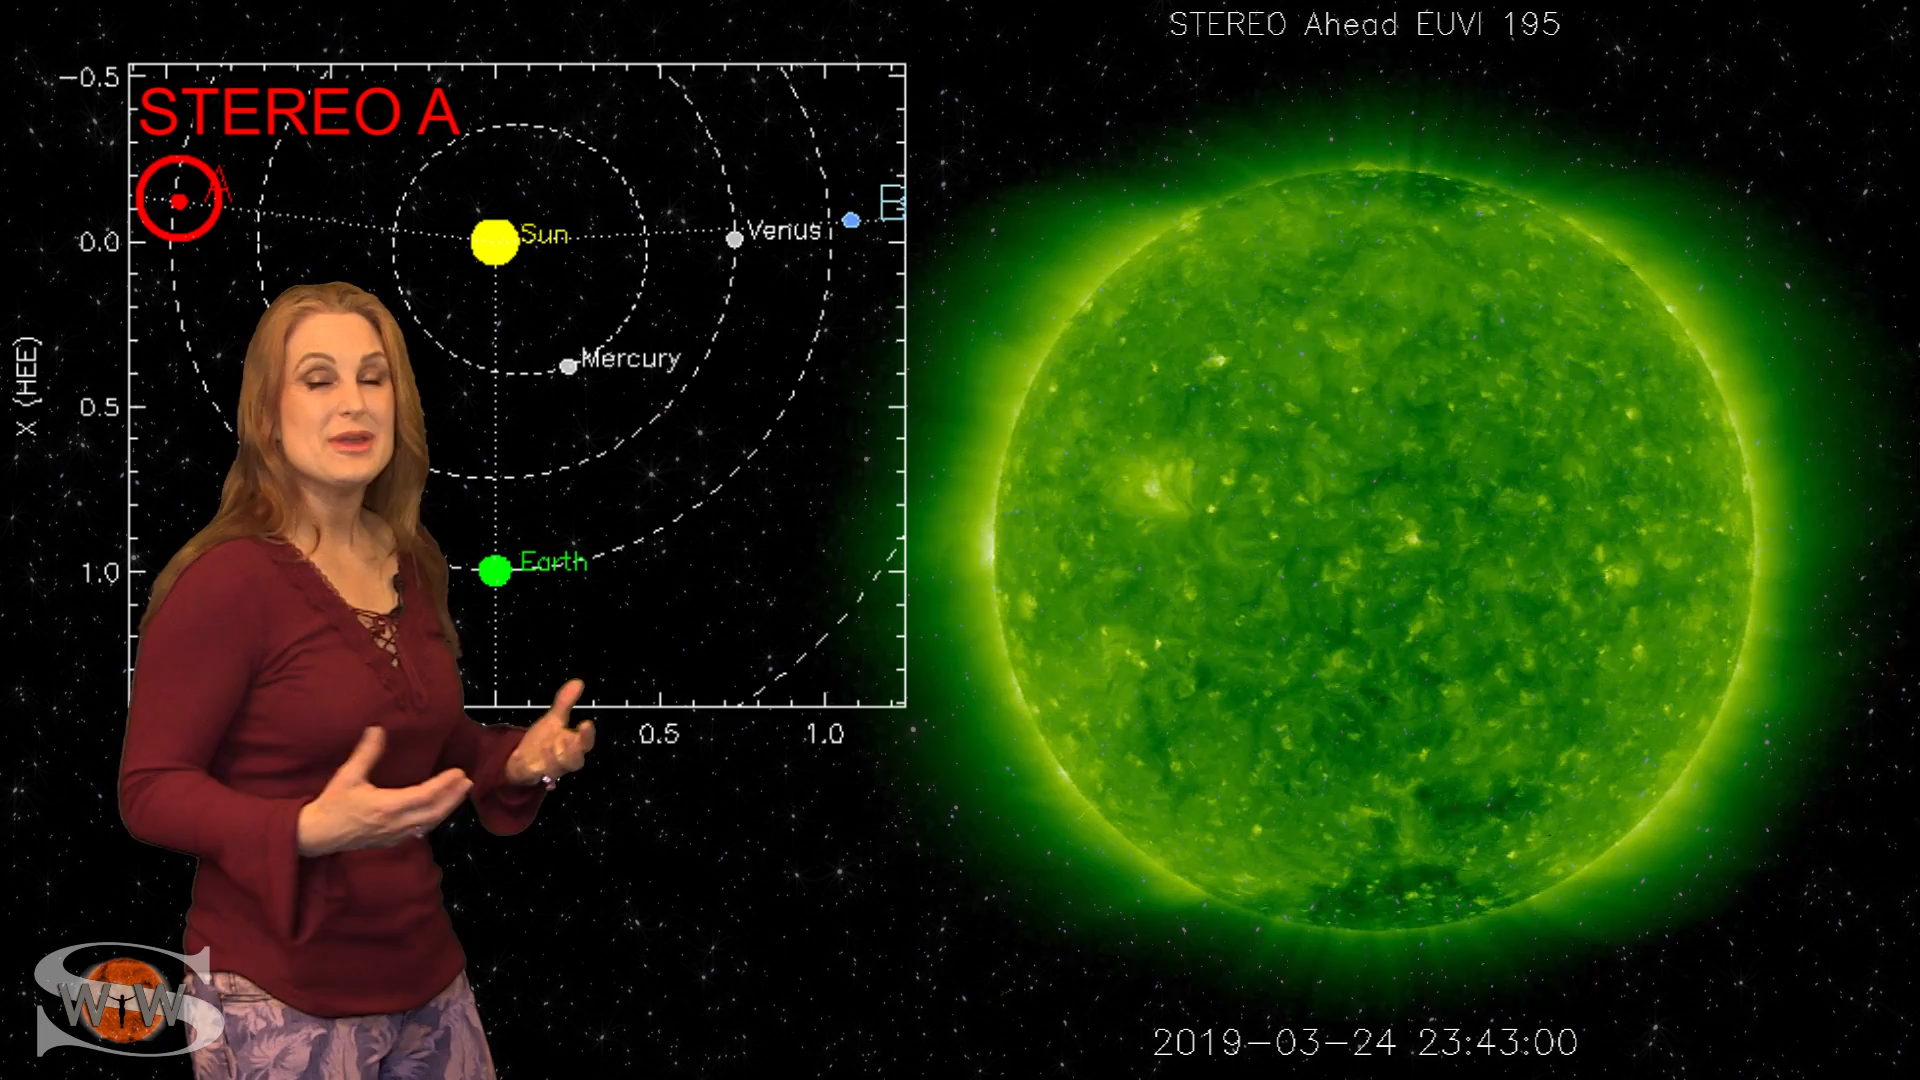 STEREO Ahead EUVI 195
STEREO A
A
B
Sun
Venus
Mercury
Earth
X (HEE)
−0.5
0.0
0.5
1.0
0.5
1.0
SWxW
2019−03−24 23:43:00